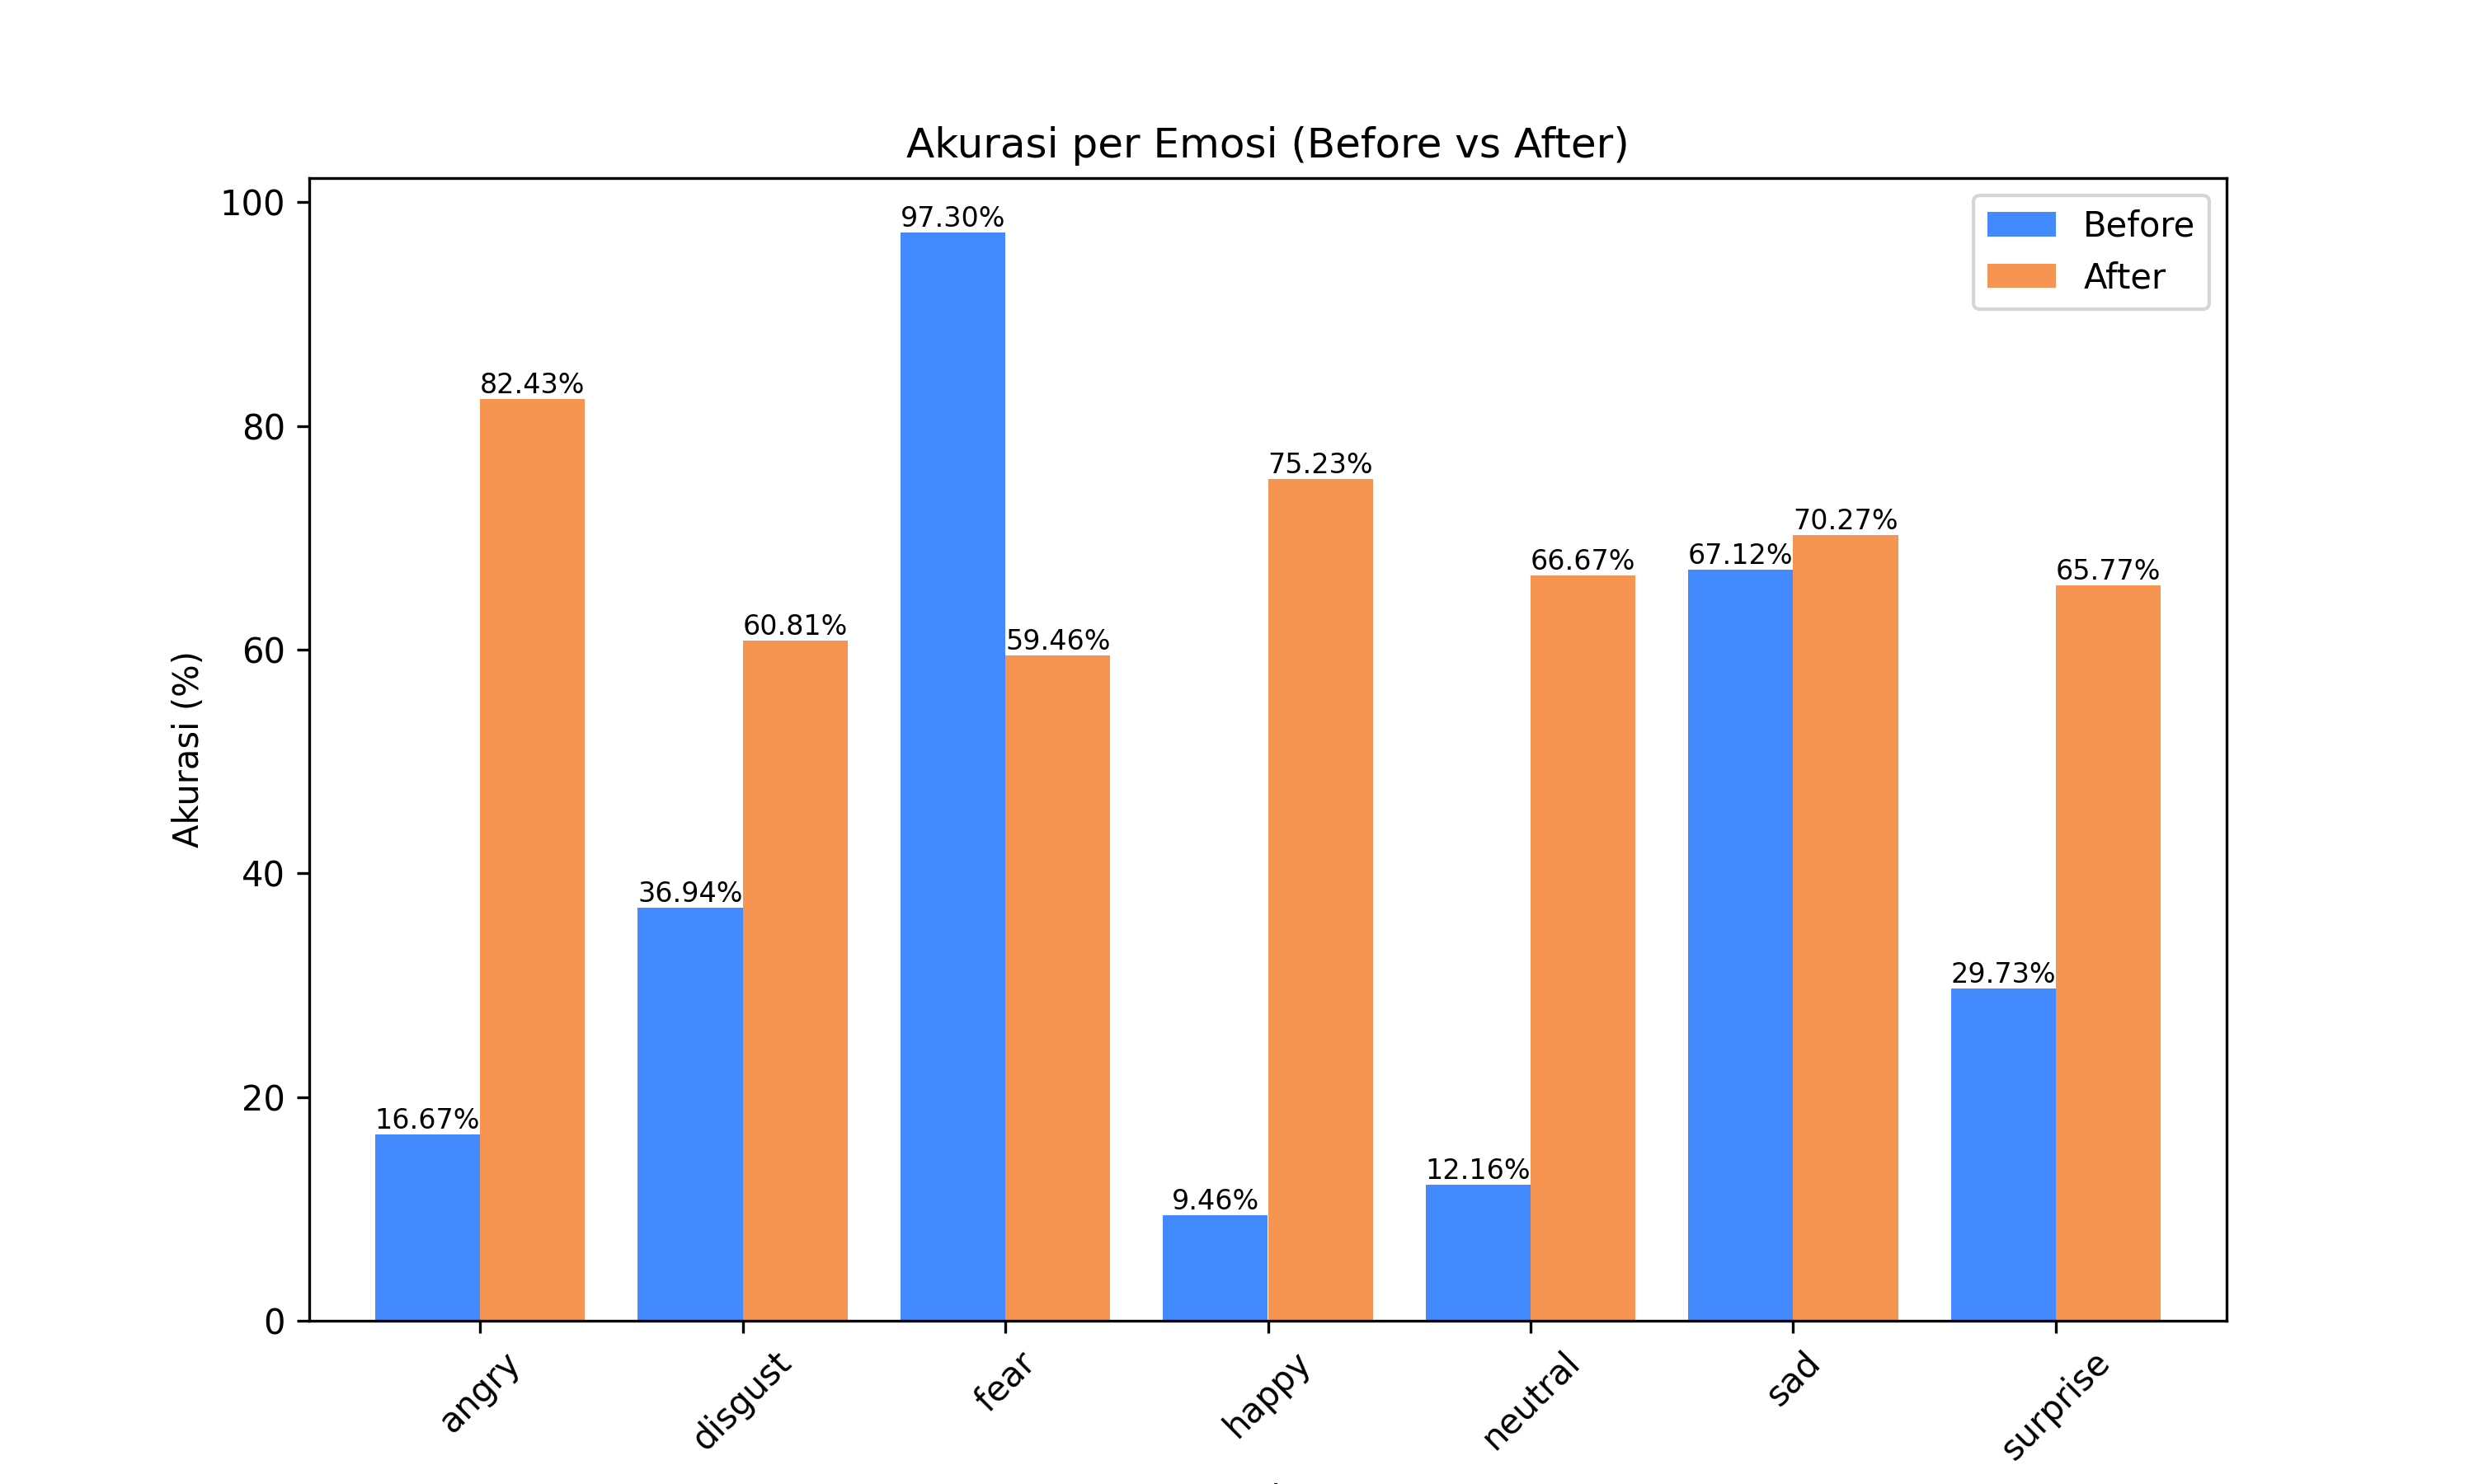 Akurasi per Emosi (Before vs After)
Before
After
Akurasi (%)
100
80
60
40
20
0
16.67%
82.43%
36.94%
60.81%
97.30%
59.46%
9.46%
75.23%
12.16%
66.67%
67.12%
70.27%
29.73%
65.77%
angry
disgust
fear
happy
neutral
sad
surprise